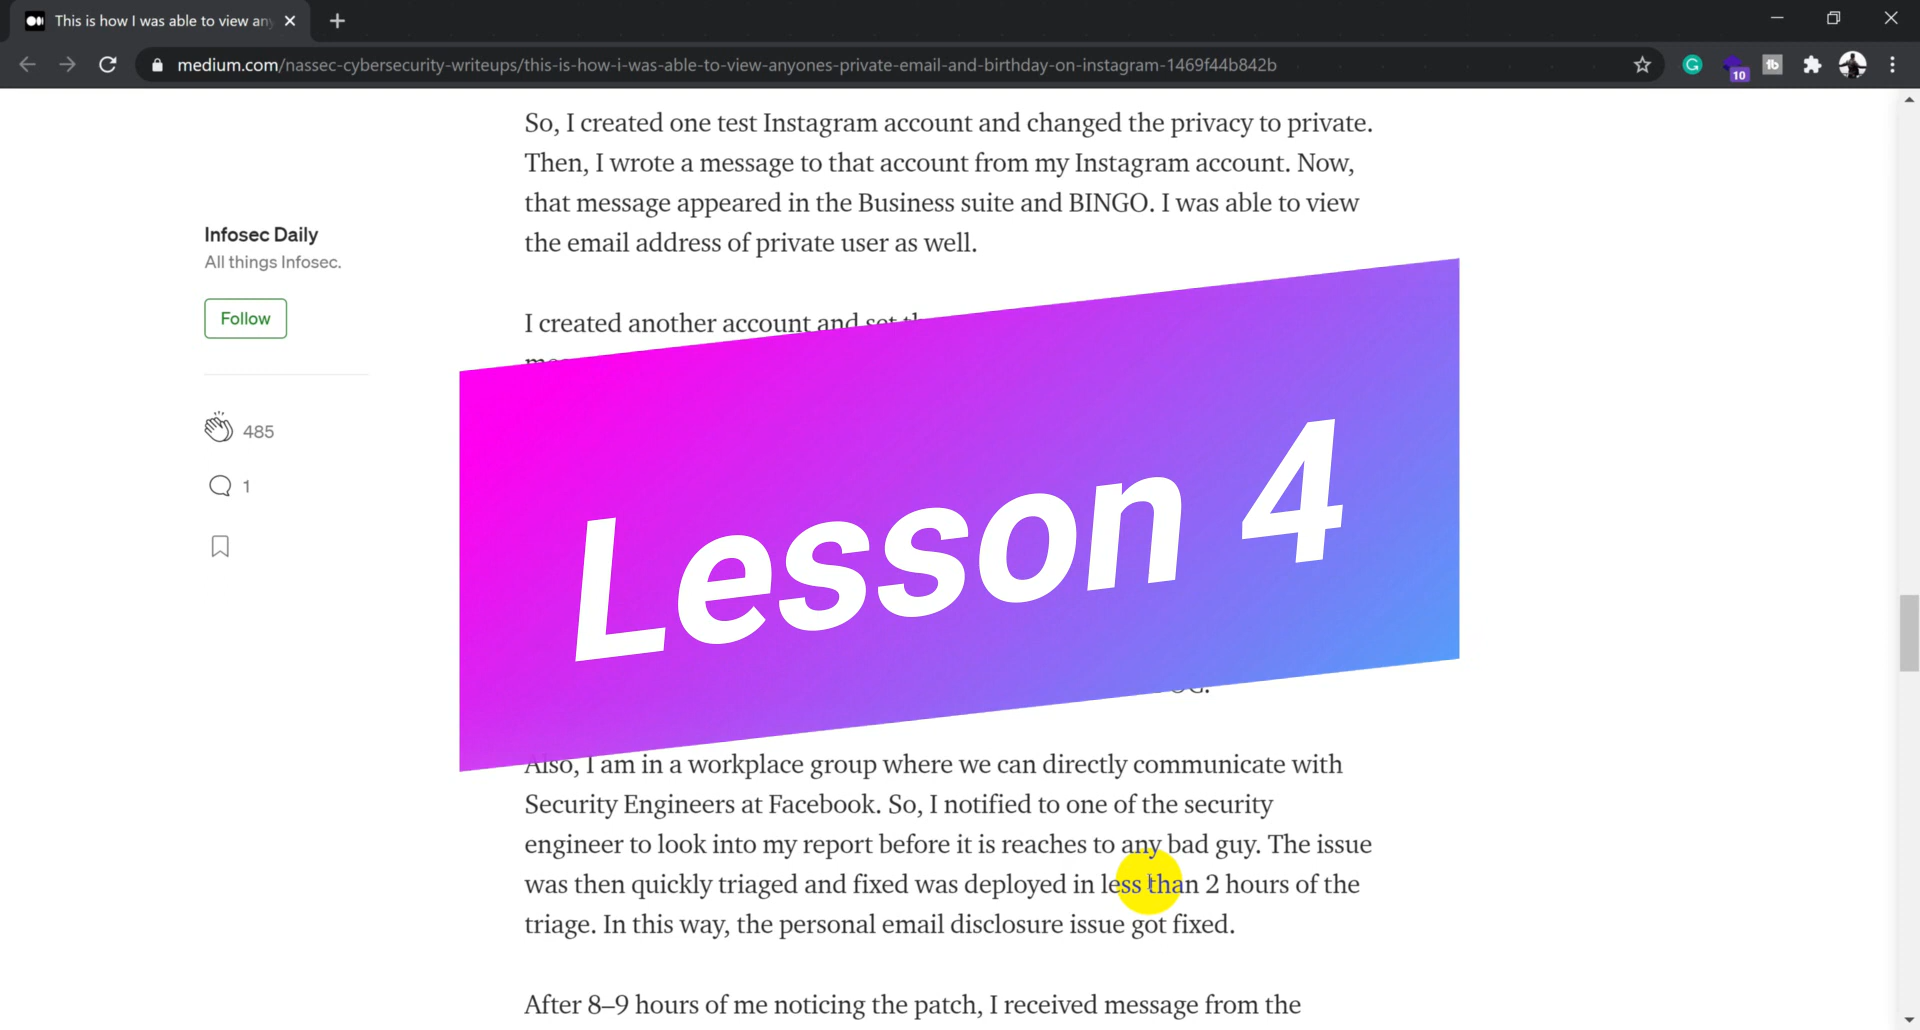 This is how I was able to view any
medium.com/nassec-cybersecurity-writeups/this-is-how-i-was-able-to-view-anyones-private-email-and-birthday-on-instagram-1469f44b842b
10
tb
So, I created one test Instagram account and changed the privacy to private.
Then, I wrote a message to that account from my Instagram account. Now,
that message appeared in the Business suite and BINGO. I was able to view
the email address of private user as well.
Infosec Daily
All things Infosec.
Follow
485
1
I created another account and set
Lesson 4
Also, I am in a workplace group where we can directly communicate with
Security Engineers at Facebook. So, I notified to one of the security
engineer to look into my report before it is reaches to any bad guy. The issue
was then quickly triaged and fixed was deployed in less than 2 hours of the
triage. In this way, the personal email disclosure issue got fixed.
After 8–9 hours of me noticing the patch, I received message from the